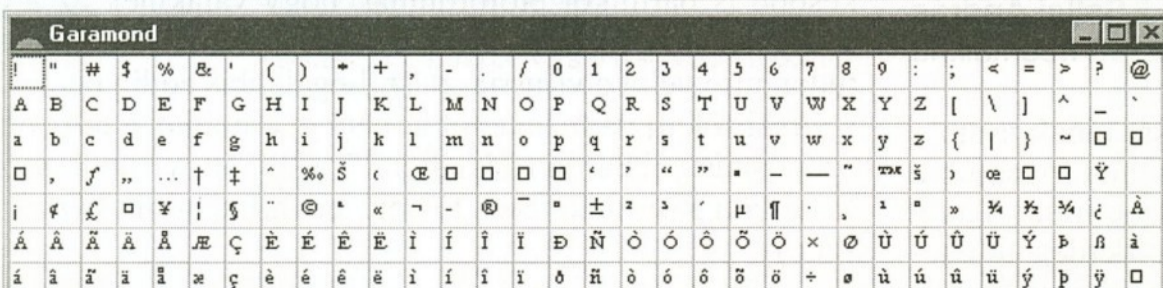 Garamond
! " # $ % & ' ( ) * + , - . / 0 1 2 3 4 5 6 7 8 9 : ; < = > ? @
A B C D E F G H I J K L M N O P Q R S T U V W X Y Z [ \ ] ^ _ `
a b c d e f g h i j k l m n o p q r s t u v w x y z { | } ~ □ □
□ ‚ ƒ „ … † ‡ ˆ ‰ Š ‹ Œ □ □ □ □ ‘ ’ “ ” • – — ˜ ™ š › œ □ □ Ÿ
¡ ¢ £ ¤ ¥ ¦ § ¨ © ª « ¬ - ® ¯ ° ± ² ³ ´ µ ¶ · ¸ ¹ º » ¼ ½ ¾ ¿ À
Á Â Ã Ä Å Æ Ç È É Ê Ë Ì Í Î Ï Ð Ñ Ò Ó Ô Õ Ö × Ø Ù Ú Û Ü Ý Þ ß à
á â ã ä å æ ç è é ê ë ì í î ï ð ñ ò ó ô õ ö ÷ ø ù ú û ü ý þ ÿ □